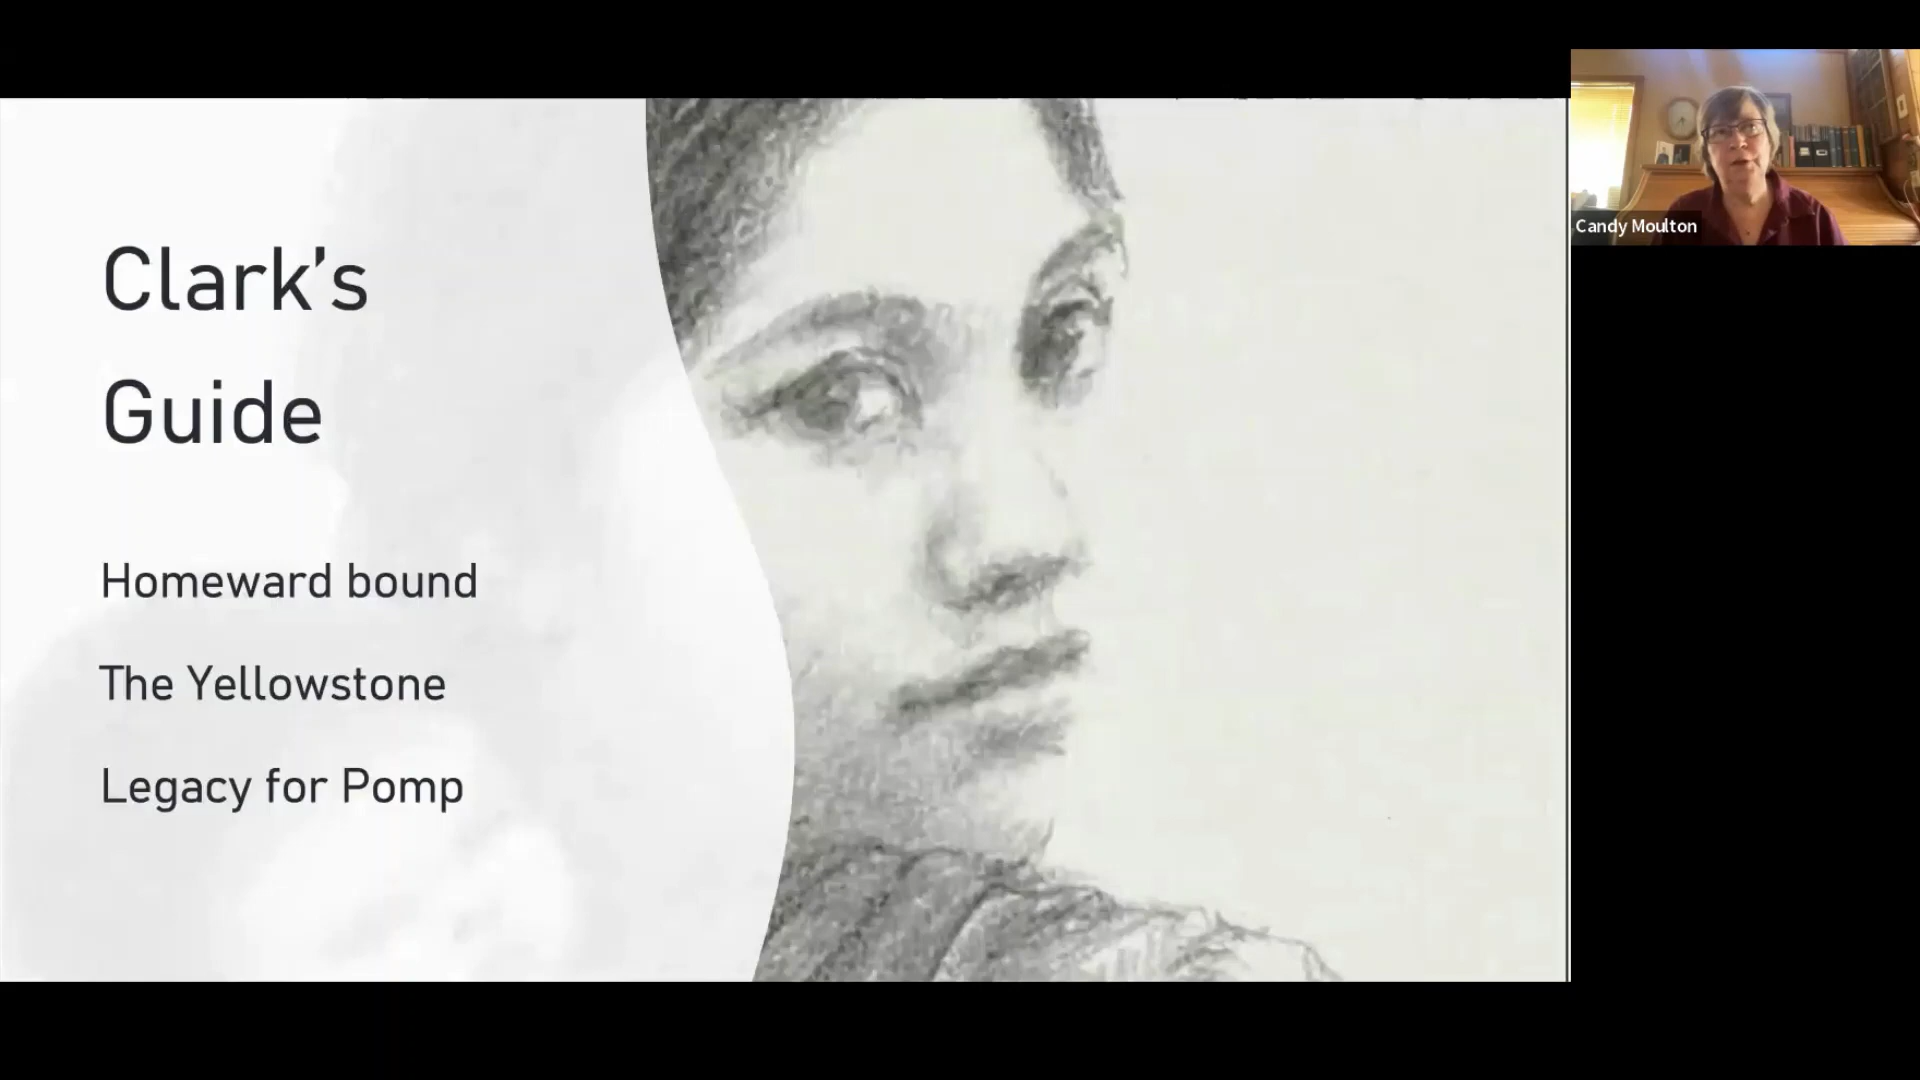 Clark’s
Guide
Homeward bound
The Yellowstone
Legacy for Pomp
Candy Moulton